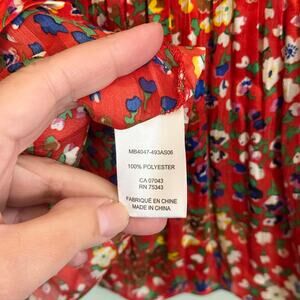 MB4047-493AS06
100% POLYESTER
CA 07043
RN 75343
FABRIQUÉ EN CHINE
MADE IN CHINA